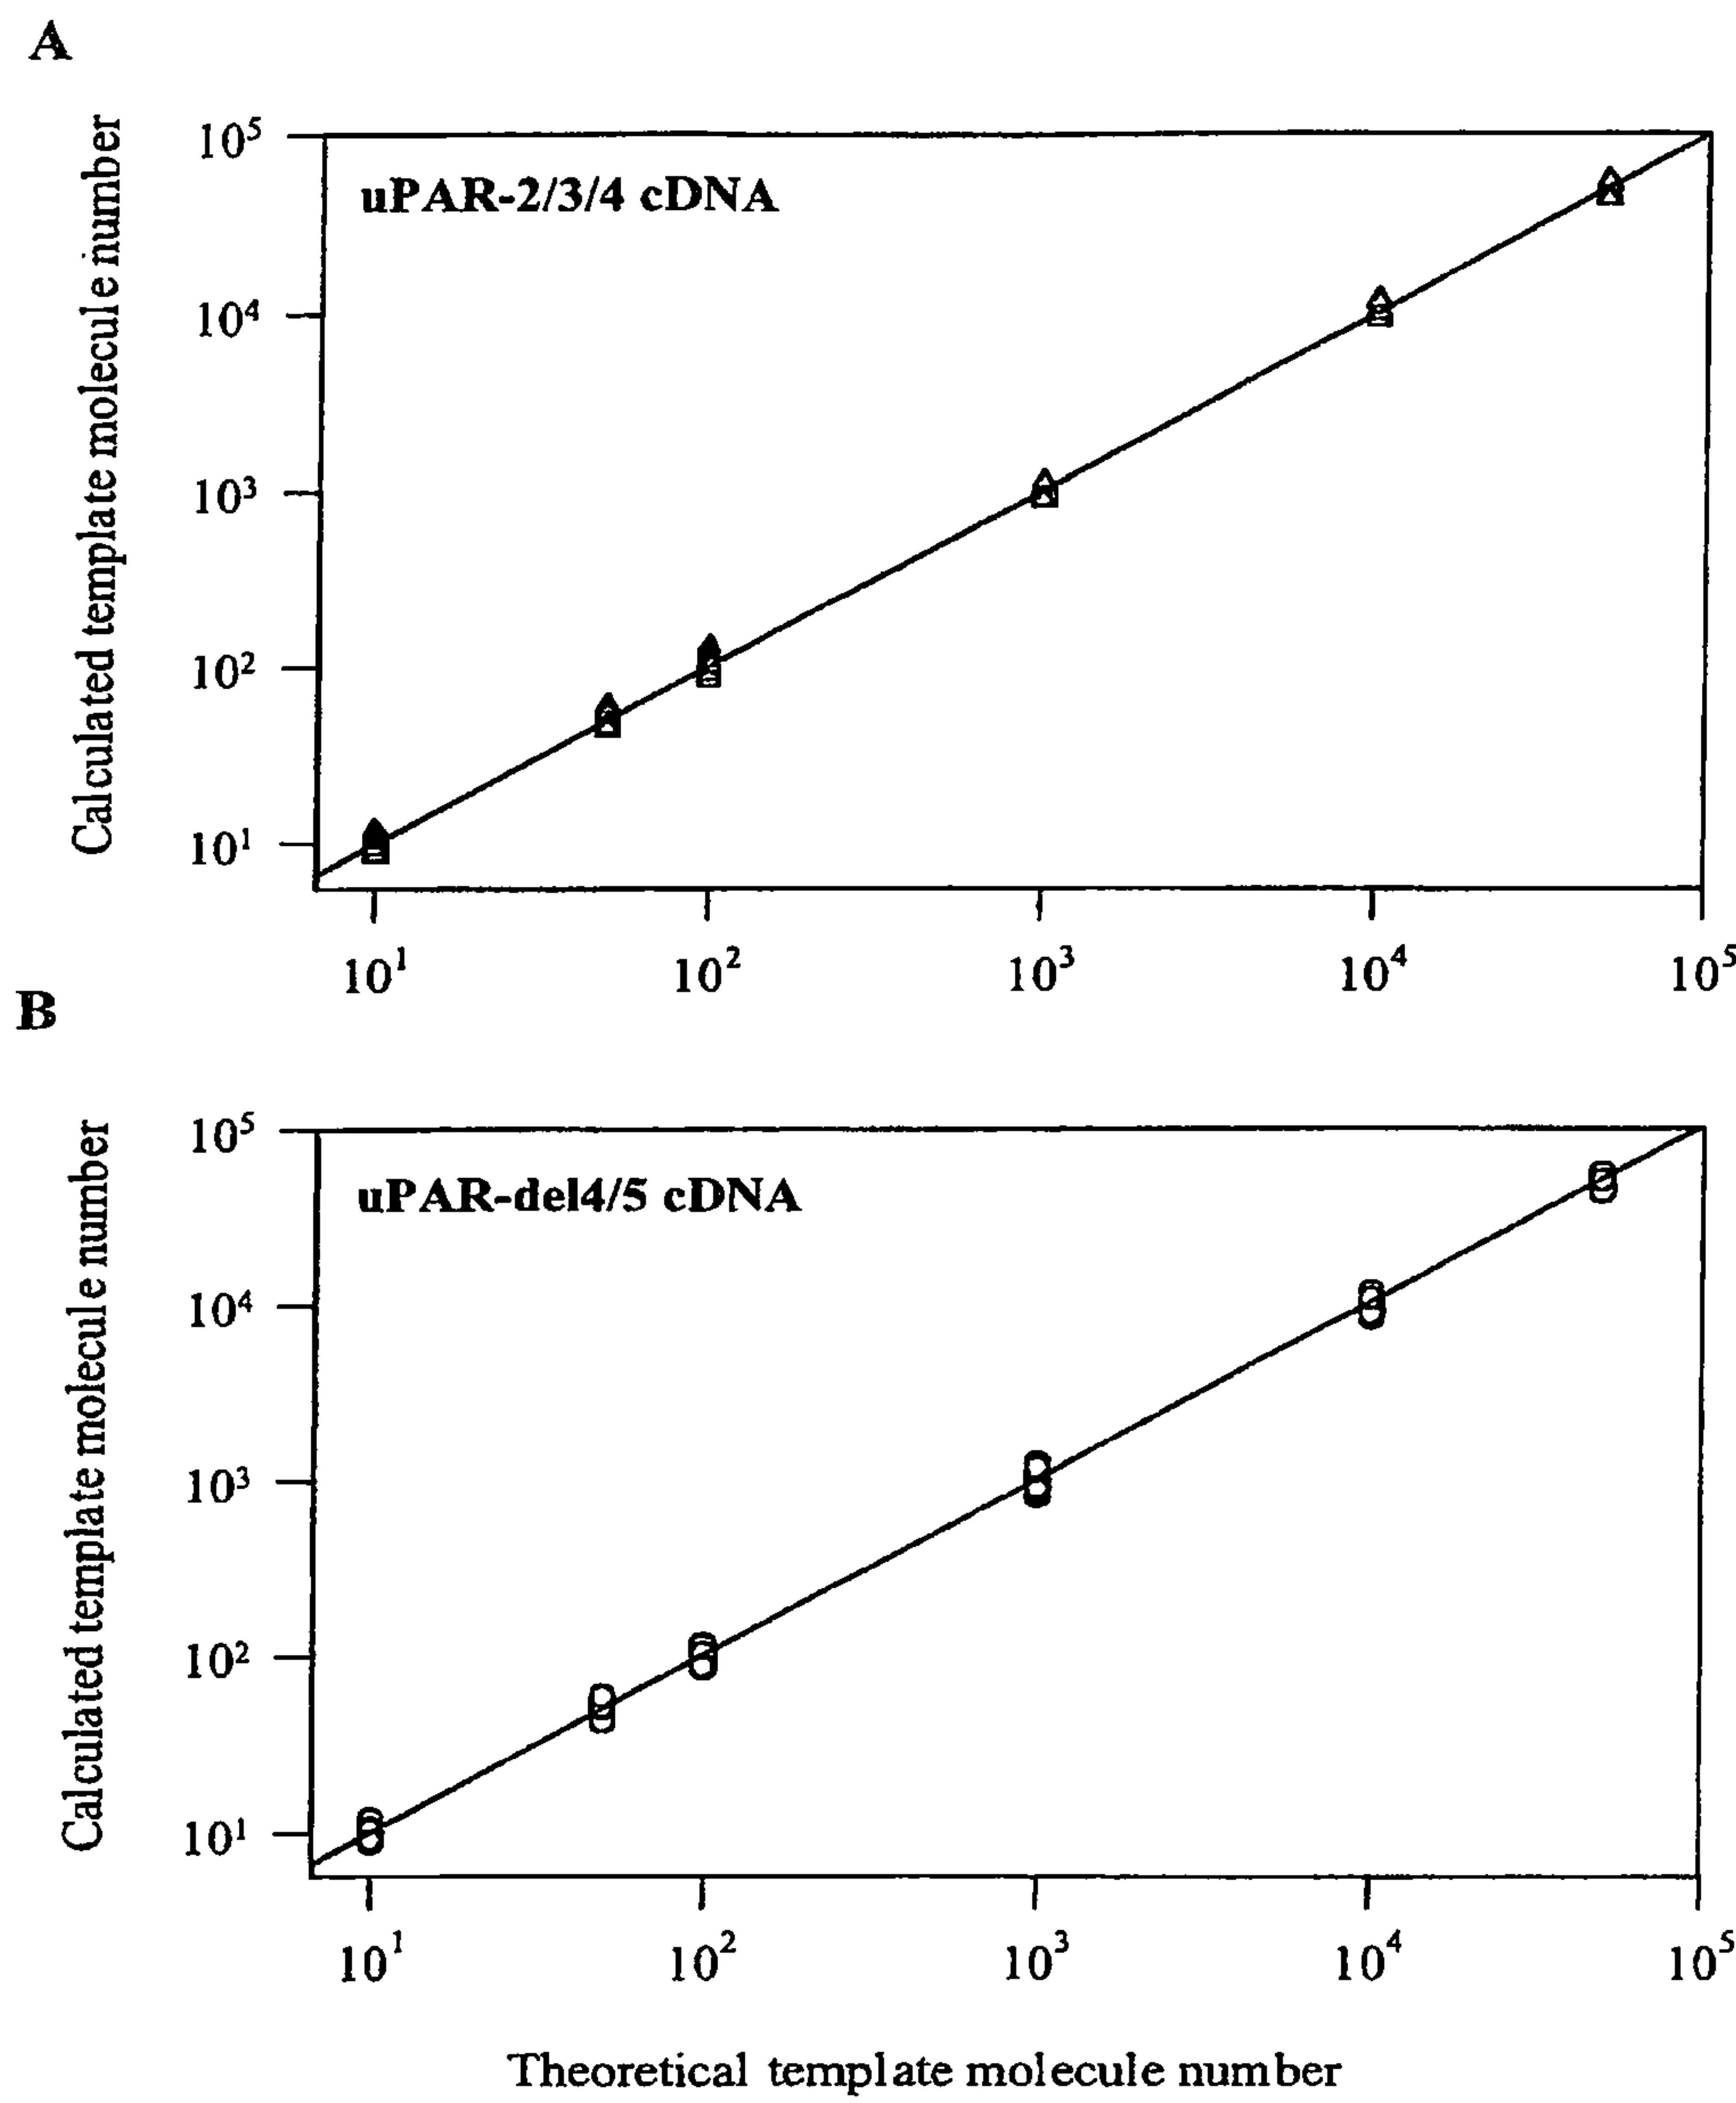 A
Calculated template molecule number
uPAR-2/3/4 cDNA
10⁵
10⁴
10³
10²
10¹
10¹ 10² 10³ 10⁴ 10⁵
B
Calculated template molecule number
uPAR-del4/5 cDNA
10⁵
10⁴
10³
10²
10¹
10¹ 10² 10³ 10⁴ 10⁵
Theoretical template molecule number